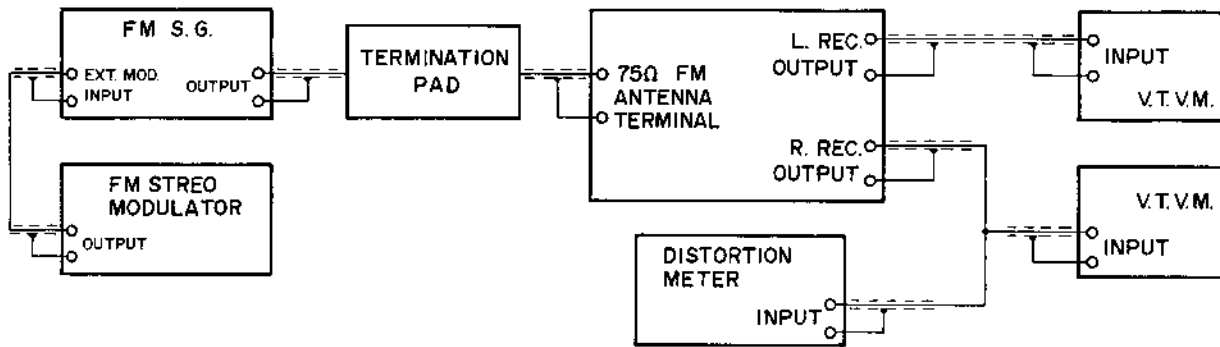 FM S.G.
EXT. MOD.
INPUT
OUTPUT
TERMINATION
PAD
75Ω FM
ANTENNA
TERMINAL
L. REC.
OUTPUT
R. REC.
OUTPUT
INPUT
V.T.V.M.
FM STREO
MODULATOR
OUTPUT
DISTORTION
METER
INPUT
V.T.V.M.
INPUT